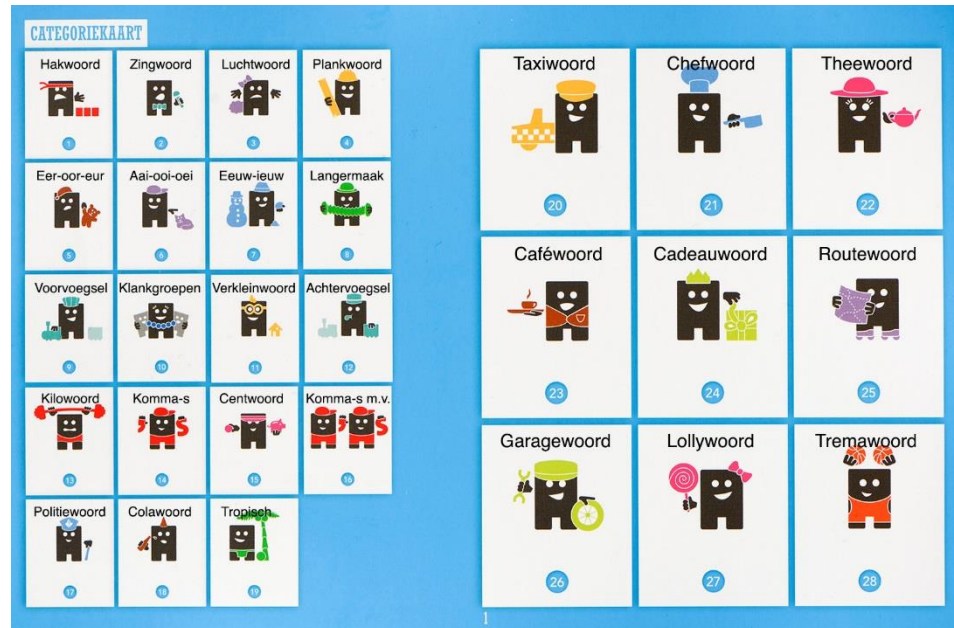 CATEGORIEKAART
Hakwoord
1
Zingwoord
2
Luchtwoord
3
Plankwoord
4
Eer-oor-eur
5
Aai-ooi-oei
6
Eeuw-ieuw
7
Langermaak
8
Voorvoegsel
9
Klankgroepen
10
Verkleinwoord
11
Achtervoegsel
12
Kilowoord
13
Komma-s
14
Centwoord
15
Komma-s m.v.
16
Politiewoord
17
Colawoord
18
Tropisch
19
Taxiwoord
20
Chefwoord
21
Theewoord
22
Caféwoord
23
Cadeauwoord
24
Routewoord
25
Garagewoord
26
Lollywoord
27
Tremawoord
28
1